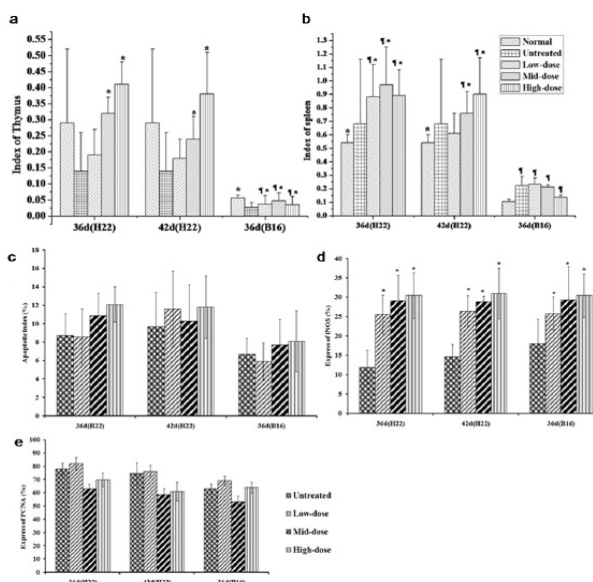 a
Index of Thymus
0.55
0.50
0.45
0.40
0.35
0.30
0.25
0.20
0.15
0.10
0.05
0.00
* * * * * ¶* ¶* ¶*
36d(H22) 42d(H22) 36d(B16)
b
Index of spleen
1.3
1.2
1.1
1.0
0.9
0.8
0.7
0.6
0.5
0.4
0.3
0.2
0.1
0.0
Normal
Untreated
Low-dose
Mid-dose
High-dose
* ¶* ¶* ¶* * ¶* ¶* ¶ ¶ ¶ ¶
36d(H22) 42d(H22) 36d(B16)
c
Apoptotic index (%)
18
16
14
12
10
8
6
4
2
0
36d(H22) 42d(H22) 36d(B16)
d
Express of iNOS (%)
40
35
30
25
20
15
10
5
0
* * * * * * * * *
36d(H22) 42d(H22) 36d(B16)
e
Express of PCNA (%)
100
90
80
70
60
50
40
30
20
10
0
Untreated
Low-dose
Mid-dose
High-dose
36d(H22) 42d(H22) 36d(B16)